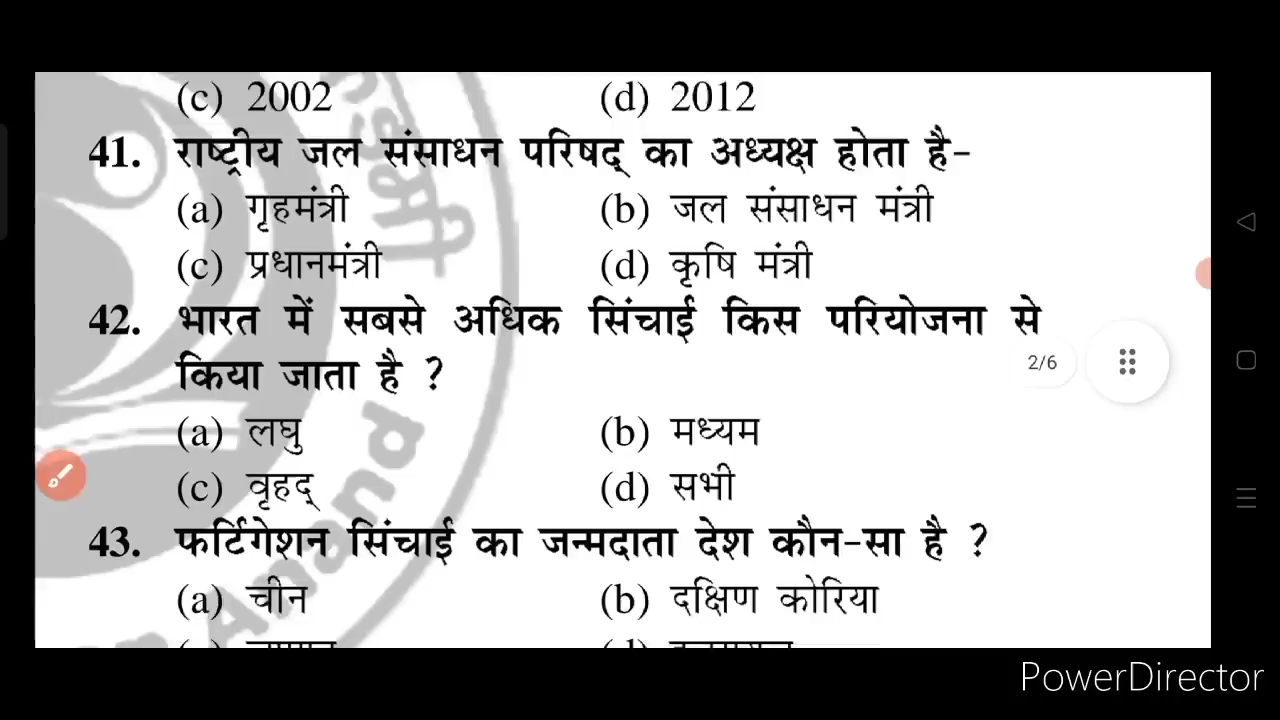 (c) 2002 (d) 2012
41. राष्ट्रीय जल संसाधन परिषद् का अध्यक्ष होता है-
(a) गृहमंत्री (b) जल संसाधन मंत्री
(c) प्रधानमंत्री (d) कृषि मंत्री
42. भारत में सबसे अधिक सिंचाई किस परियोजना से
किया जाता है ?
2/6
(a) लघु (b) मध्यम
(c) वृहद् (d) सभी
43. फर्टिगेशन सिंचाई का जन्मदाता देश कौन-सा है ?
(a) चीन (b) दक्षिण कोरिया
Anand
PowerDirector